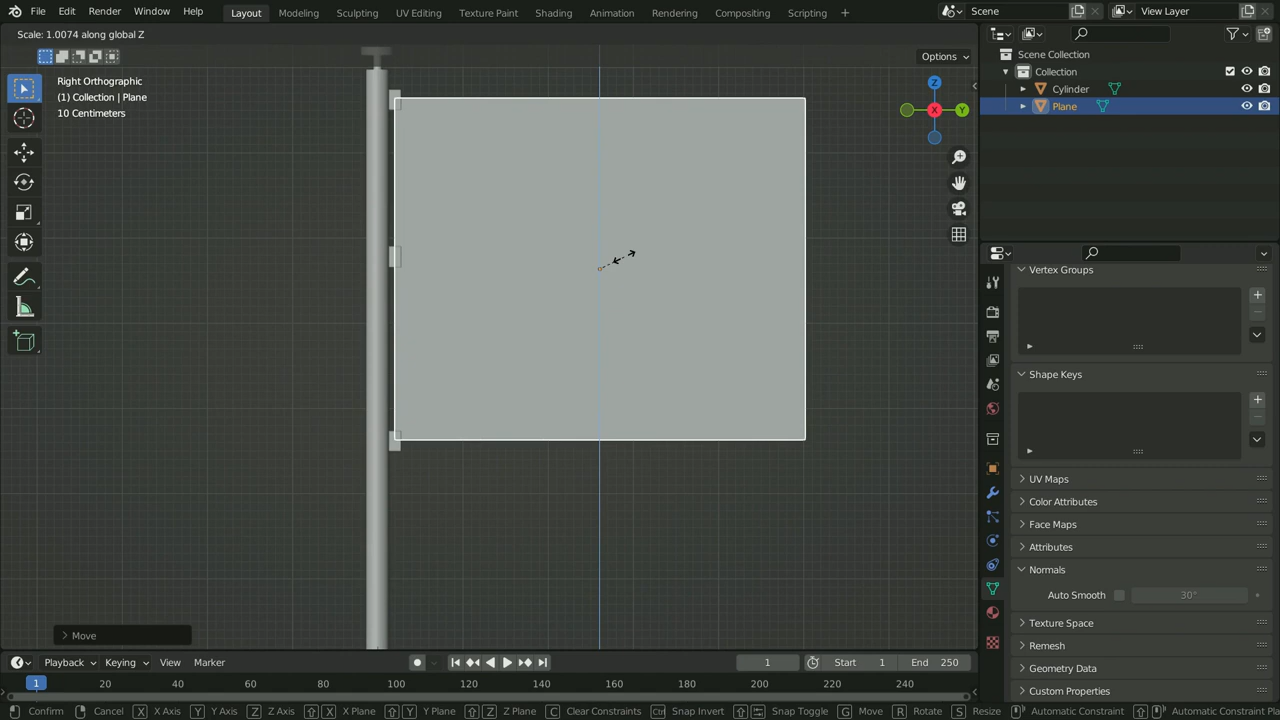 File Edit Render Window Help Layout Modeling Sculpting UV Editing Texture Paint Shading Animation Rendering Compositing Scripting + Scene View Layer
Scale: 1.0074 along global Z
Options
Right Orthographic
(1) Collection | Plane
10 Centimeters
Z
X
Y
Move
Scene Collection
Collection
Cylinder
Plane
Vertex Groups
Shape Keys
UV Maps
Color Attributes
Face Maps
Attributes
Normals
Auto Smooth 30°
Texture Space
Remesh
Geometry Data
Custom Properties
Playback Keying View Marker 1 Start 1 End 250
1 20 40 60 80 100 120 140 160 180 200 220 240
Confirm Cancel X X Axis Y Y Axis Z Z Axis X X Plane Y Y Plane Z Z Plane C Clear Constraints Ctrl Snap Invert Snap Toggle G Move R Rotate S Resize Automatic Constraint Automatic Constraint Pla